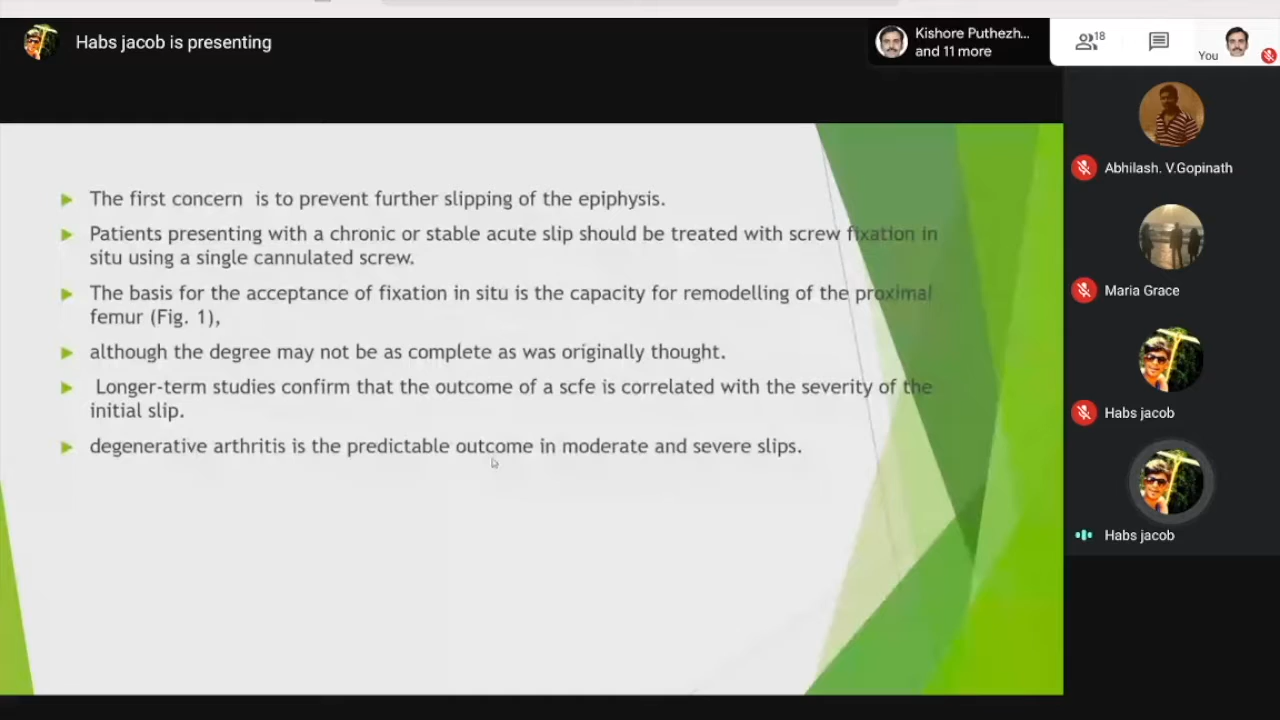 Habs jacob is presenting
Kishore Puthezh...
and 11 more
18
You
Abhilash. V.Gopinath
Maria Grace
Habs jacob
Habs jacob
The first concern is to prevent further slipping of the epiphysis.
Patients presenting with a chronic or stable acute slip should be treated with screw fixation in
situ using a single cannulated screw.
The basis for the acceptance of fixation in situ is the capacity for remodelling of the proximal
femur (Fig. 1),
although the degree may not be as complete as was originally thought.
Longer-term studies confirm that the outcome of a scfe is correlated with the severity of the
initial slip.
degenerative arthritis is the predictable outcome in moderate and severe slips.